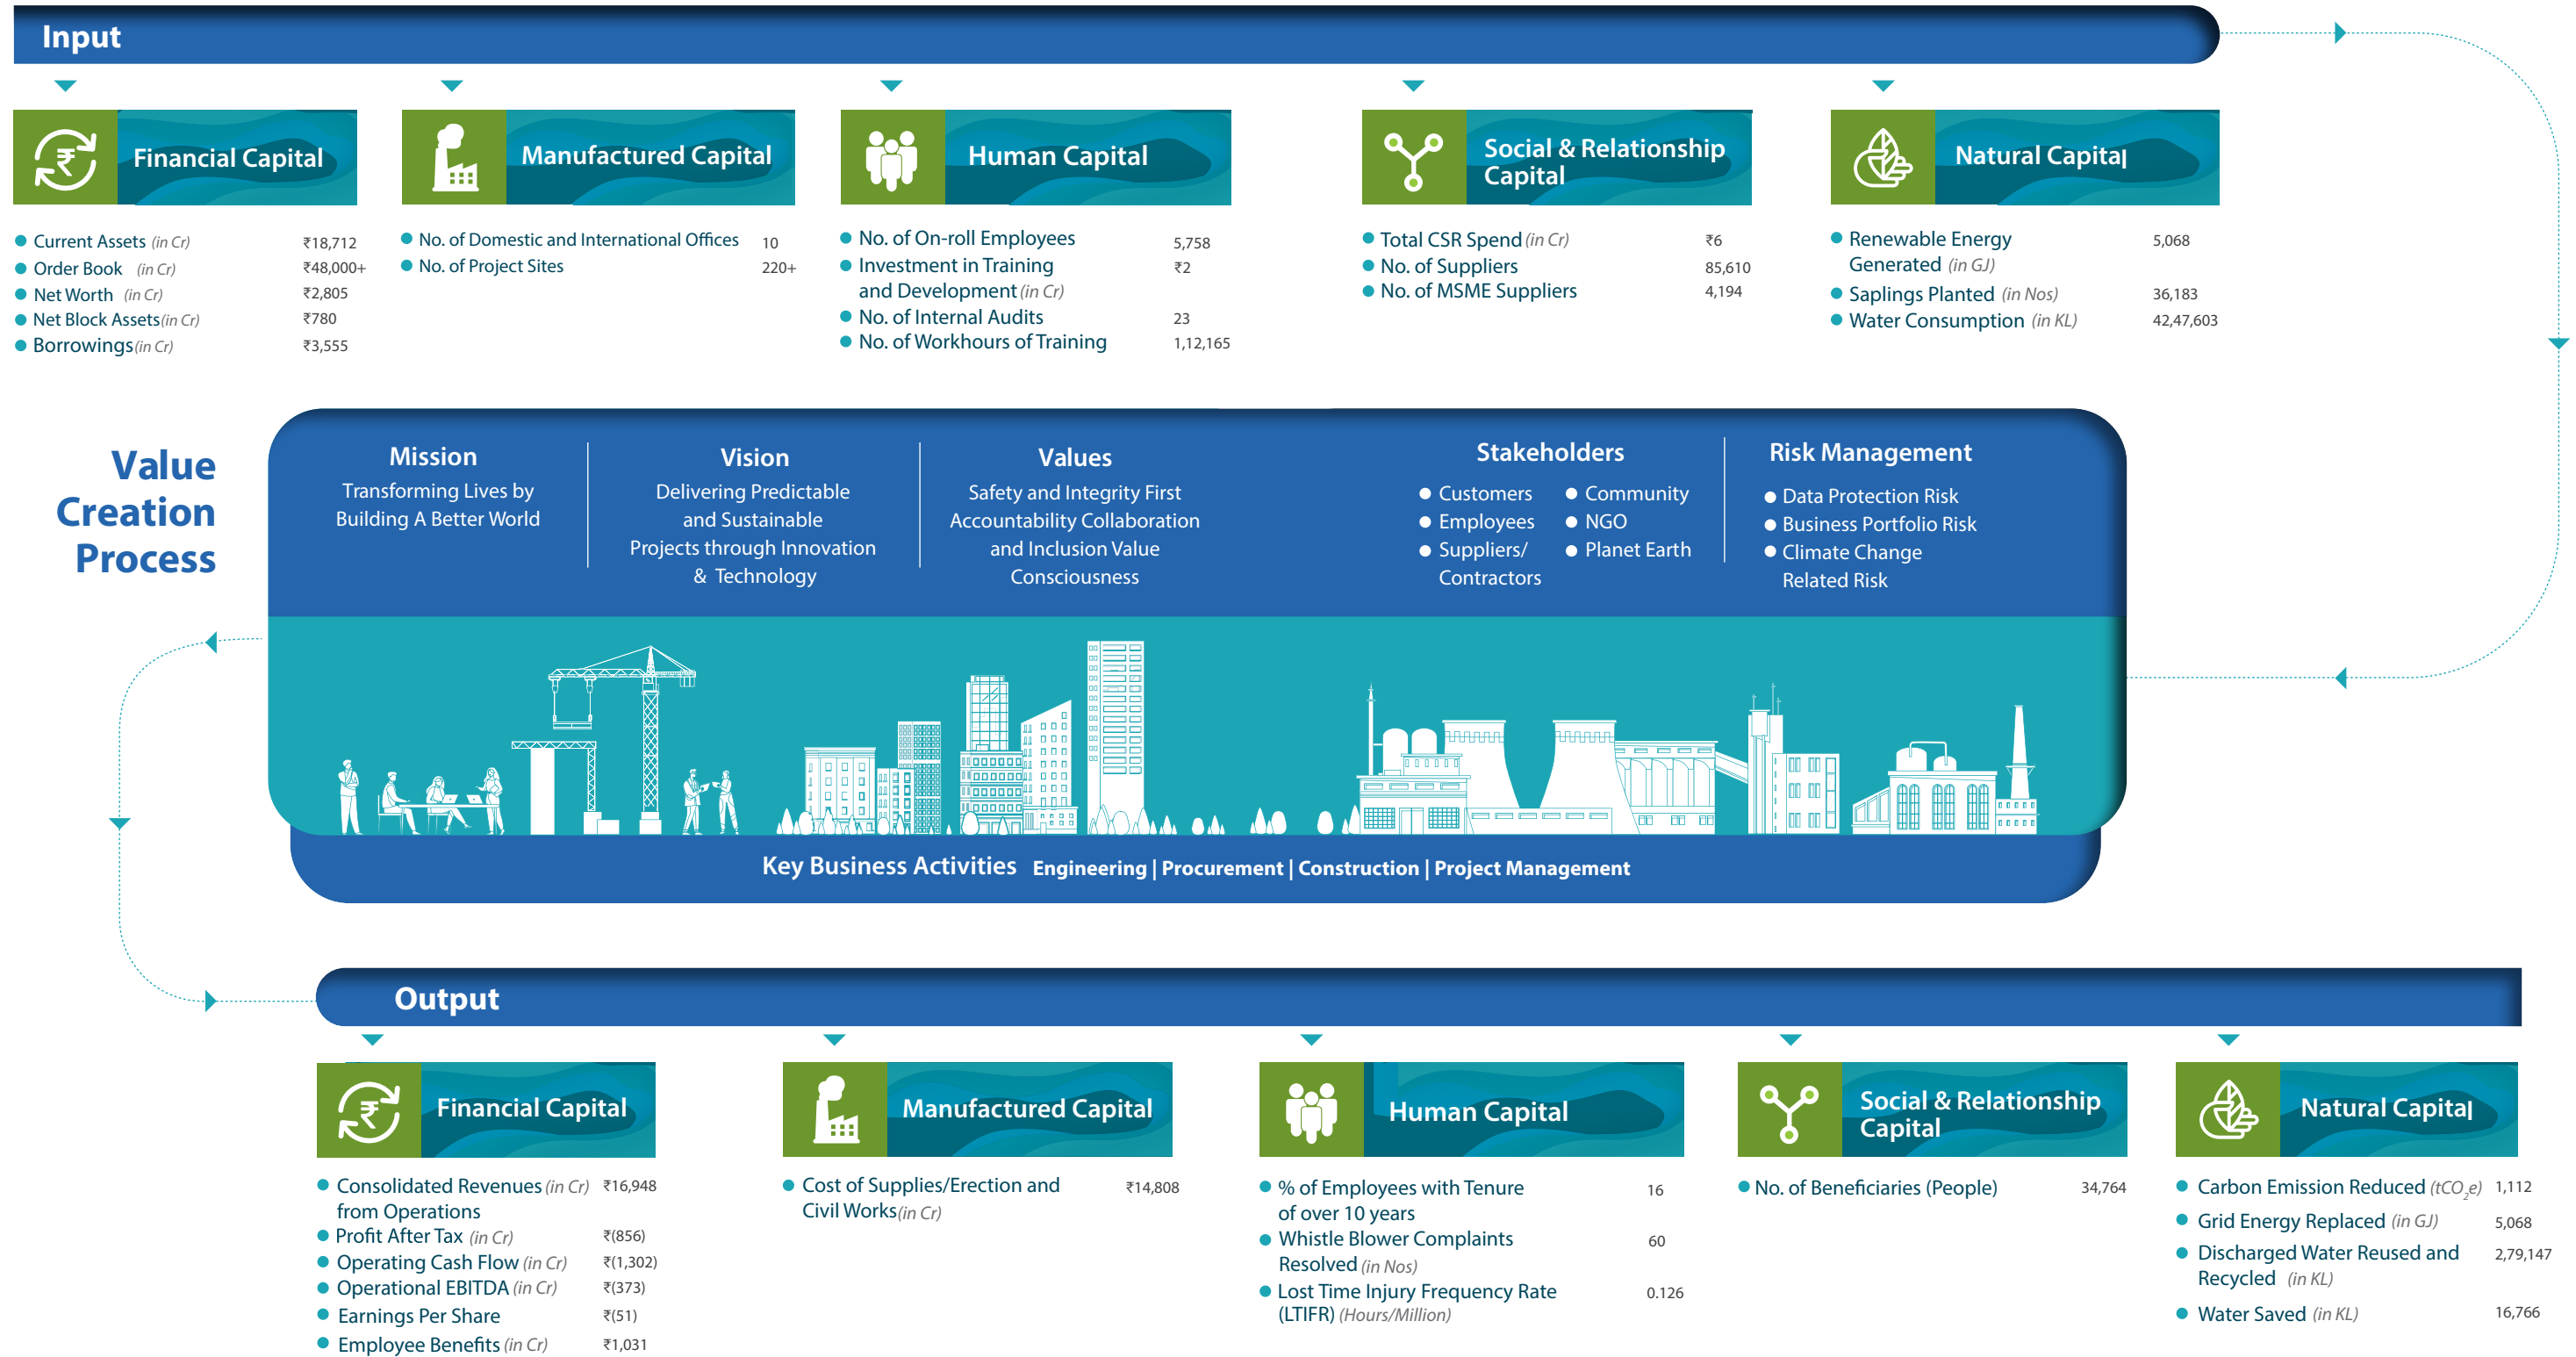 Input
Financial Capital
Current Assets (in Cr) ₹18,712
Order Book (in Cr) ₹48,000+
Net Worth (in Cr) ₹2,805
Net Block Assets(in Cr) ₹780
Borrowings(in Cr) ₹3,555
Manufactured Capital
No. of Domestic and International Offices 10
No. of Project Sites 220+
Human Capital
No. of On-roll Employees 5,758
Investment in Training ₹2
and Development (in Cr)
No. of Internal Audits 23
No. of Workhours of Training 1,12,165
Social & Relationship
Capital
Total CSR Spend (in Cr) ₹6
No. of Suppliers 85,610
No. of MSME Suppliers 4,194
Natural Capital
Renewable Energy 5,068
Generated (in GJ)
Saplings Planted (in Nos) 36,183
Water Consumption (in KL) 42,47,603
Value
Creation
Process
Mission
Transforming Lives by
Building A Better World
Vision
Delivering Predictable
and Sustainable
Projects through Innovation
& Technology
Values
Safety and Integrity First
Accountability Collaboration
and Inclusion Value
Consciousness
Stakeholders
Customers
Employees
Suppliers/
Contractors
Community
NGO
Planet Earth
Risk Management
Data Protection Risk
Business Portfolio Risk
Climate Change
Related Risk
Key Business Activities Engineering | Procurement | Construction | Project Management
Output
Financial Capital
Consolidated Revenues (in Cr) ₹16,948
from Operations
Profit After Tax (in Cr) ₹(856)
Operating Cash Flow (in Cr) ₹(1,302)
Operational EBITDA (in Cr) ₹(373)
Earnings Per Share ₹(51)
Employee Benefits (in Cr) ₹1,031
Manufactured Capital
Cost of Supplies/Erection and ₹14,808
Civil Works(in Cr)
Human Capital
% of Employees with Tenure 16
of over 10 years
Whistle Blower Complaints 60
Resolved (in Nos)
Lost Time Injury Frequency Rate 0.126
(LTIFR) (Hours/Million)
Social & Relationship
Capital
No. of Beneficiaries (People) 34,764
Natural Capital
Carbon Emission Reduced (tCO₂e) 1,112
Grid Energy Replaced (in GJ) 5,068
Discharged Water Reused and 2,79,147
Recycled (in KL)
Water Saved (in KL) 16,766